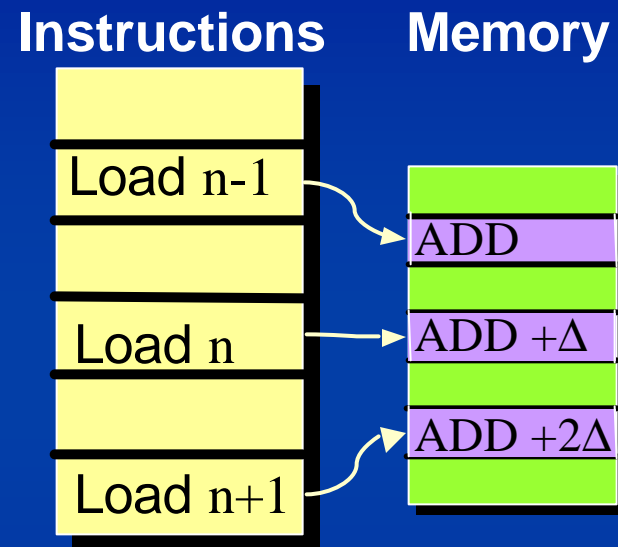 Instructions
Memory
Load n-1
ADD
Load n
ADD +Δ
ADD +2Δ
Load n+1